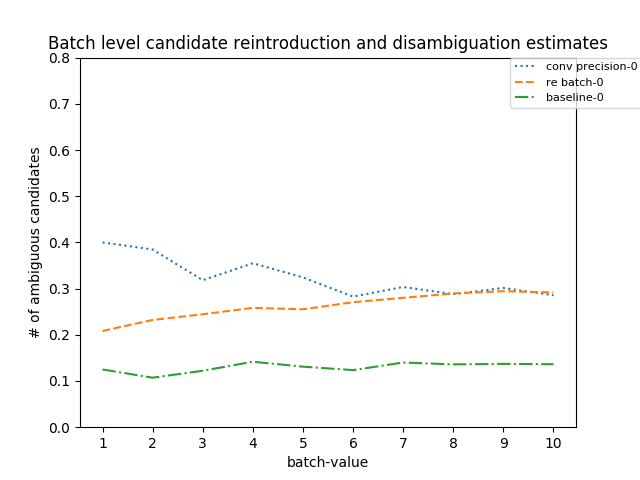 Batch level candidate reintroduction and disambiguation estimates
conv precision-0
re batch-0
baseline-0
# of ambiguous candidates
0.8
0.7
0.6
0.5
0.4
0.3
0.2
0.1
0.0
1 2 3 4 5 6 7 8 9 10
batch-value